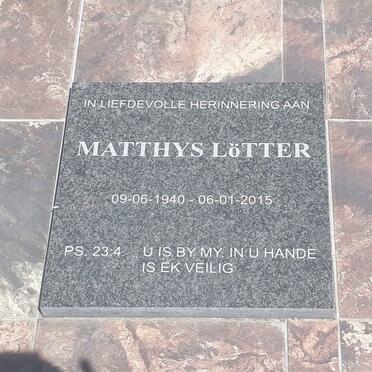 IN LIEFDEVOLLE HERINNERING AAN
MATTHYS LöTTER
09-06-1940 - 06-01-2015
PS. 23:4. U IS BY MY. IN U HANDE
IS EK VEILIG